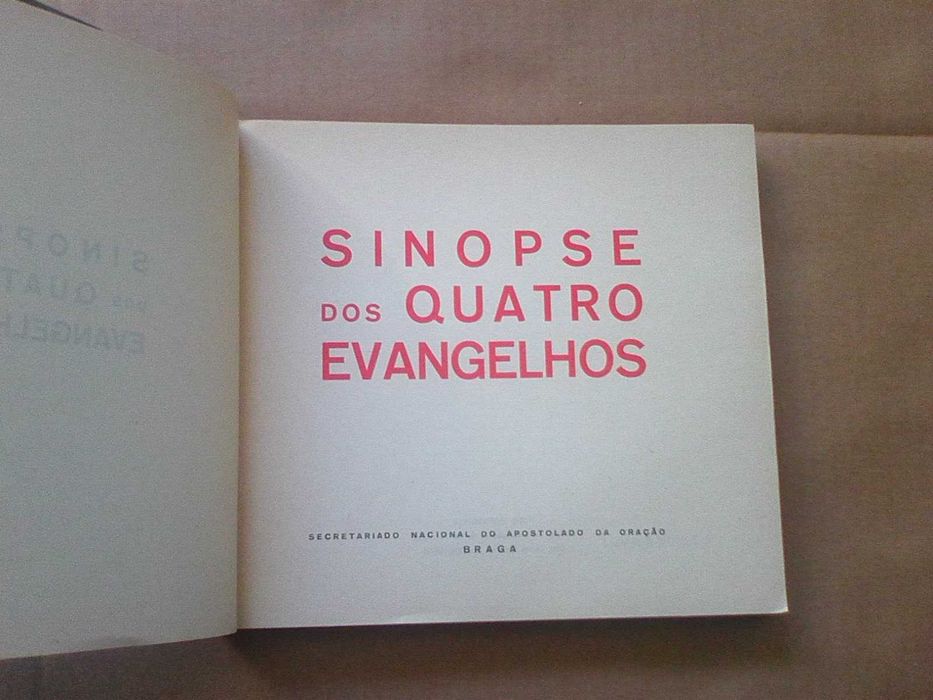 SINOPSE
DOS QUATRO
EVANGELHOS
SECRETARIADO NACIONAL DO APOSTOLADO DA ORAÇÃO
BRAGA